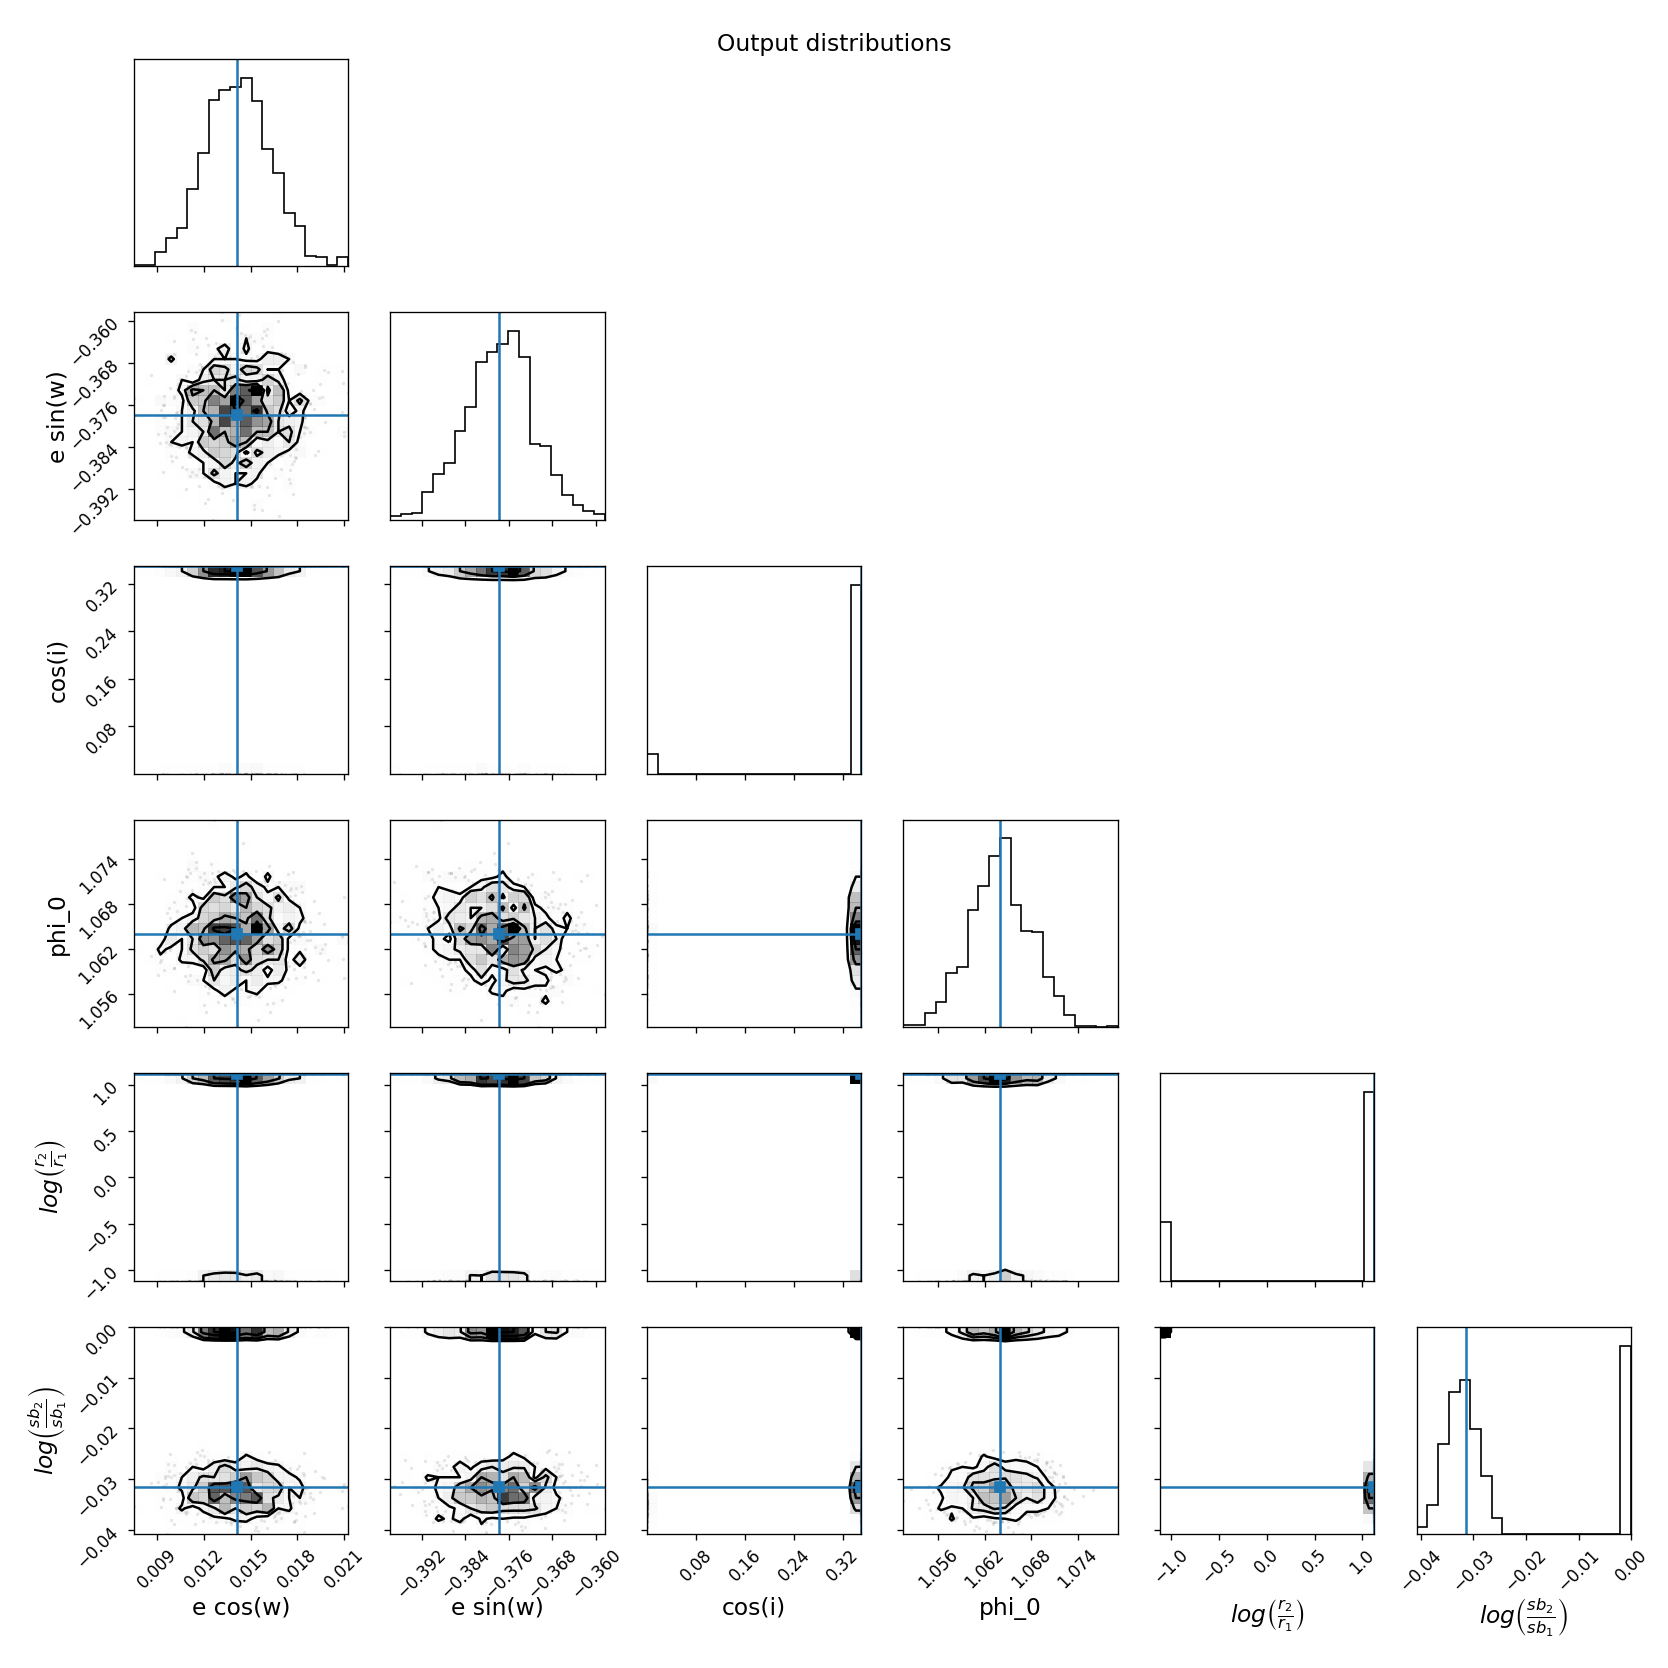 Output distributions
e sin(w)
−0.360
−0.368
−0.376
−0.384
−0.392
cos(i)
0.32
0.24
0.16
0.08
phi_0
1.074
1.068
1.062
1.056
log(r2/r1)
1.0
0.5
0.0
−0.5
−1.0
log(sb2/sb1)
0.00
−0.01
−0.02
−0.03
−0.04
0.009 0.012 0.015 0.018 0.021 −0.392 −0.384 −0.376 −0.368 −0.360 0.08 0.16 0.24 0.32 1.056 1.062 1.068 1.074 −1.0 −0.5 0.0 0.5 1.0 −0.04 −0.03 −0.02 −0.01 0.00
e cos(w) e sin(w) cos(i) phi_0 log(r2/r1) log(sb2/sb1)